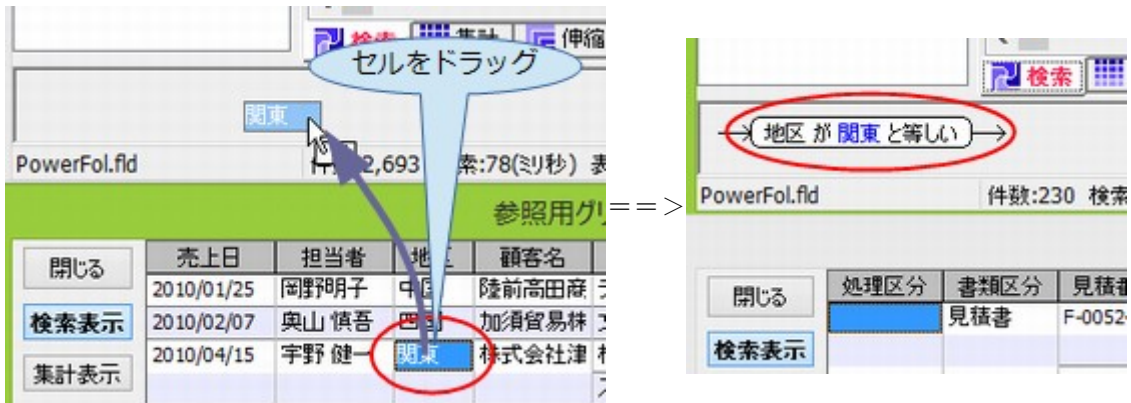 検索 集計 伸縮
セルをドラッグ
関東
PowerFol.fld 件 2,693 索:78(ミリ秒)
参照用グリ
閉じる 売上日 担当者 地区 顧客名
2010/01/25 岡野明子 中国 陸前高田商
検索表示 2010/02/07 奥山 慎吾 四国 加須貿易株
2010/04/15 宇野 健一 関東 株式会社津
集計表示
==>
検索
地区 が 関東 と等しい
PowerFol.fld 件数:230 検索
閉じる 処理区分 書類区分 見積番
見積書 F-0052
検索表示